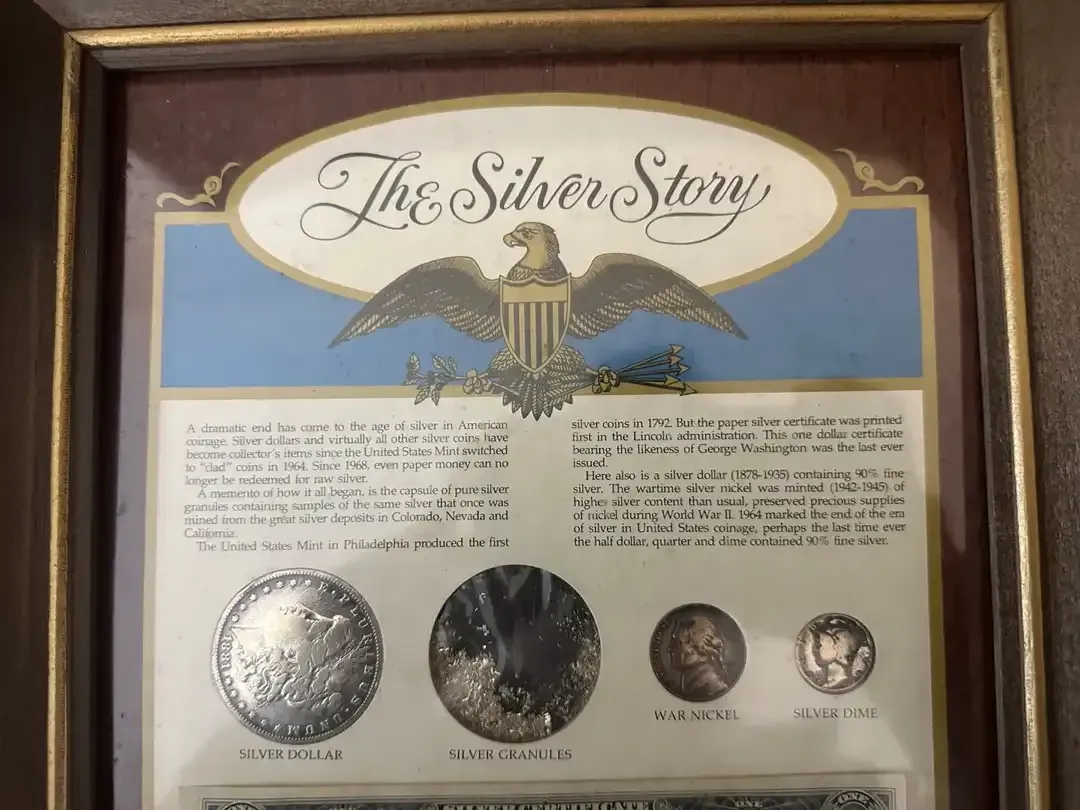 The Silver Story
A dramatic end has come to the age of silver in American
coinage. Silver dollars and virtually all other silver coins have
become collector's items since the United States Mint switched
to "clad" coins in 1964. Since 1968, even paper money can no
longer be redeemed for raw silver.
A memento of how it all began, is the capsule of pure silver
granules containing samples of the same silver that once was
mined from the great silver deposits in Colorado, Nevada and
California.
The United States Mint in Philadelphia produced the first
silver coins in 1792. But the paper silver certificate was printed
first in the Lincoln administration. This one dollar certificate
bearing the likeness of George Washington was the last ever
issued.
Here also is a silver dollar (1878-1935) containing 90% fine
silver. The wartime silver nickel was minted (1942-1945) of
higher silver content than usual, preserved precious supplies
of nickel during World War II. 1964 marked the end of the era
of silver in United States coinage, perhaps the last time ever
the half dollar, quarter and dime contained 90% fine silver.
E·PLURIBUS·UNUM
SILVER DOLLAR
SILVER GRANULES
WAR NICKEL
SILVER DIME
ONE SILVER CERTIFICATE ONE ONE